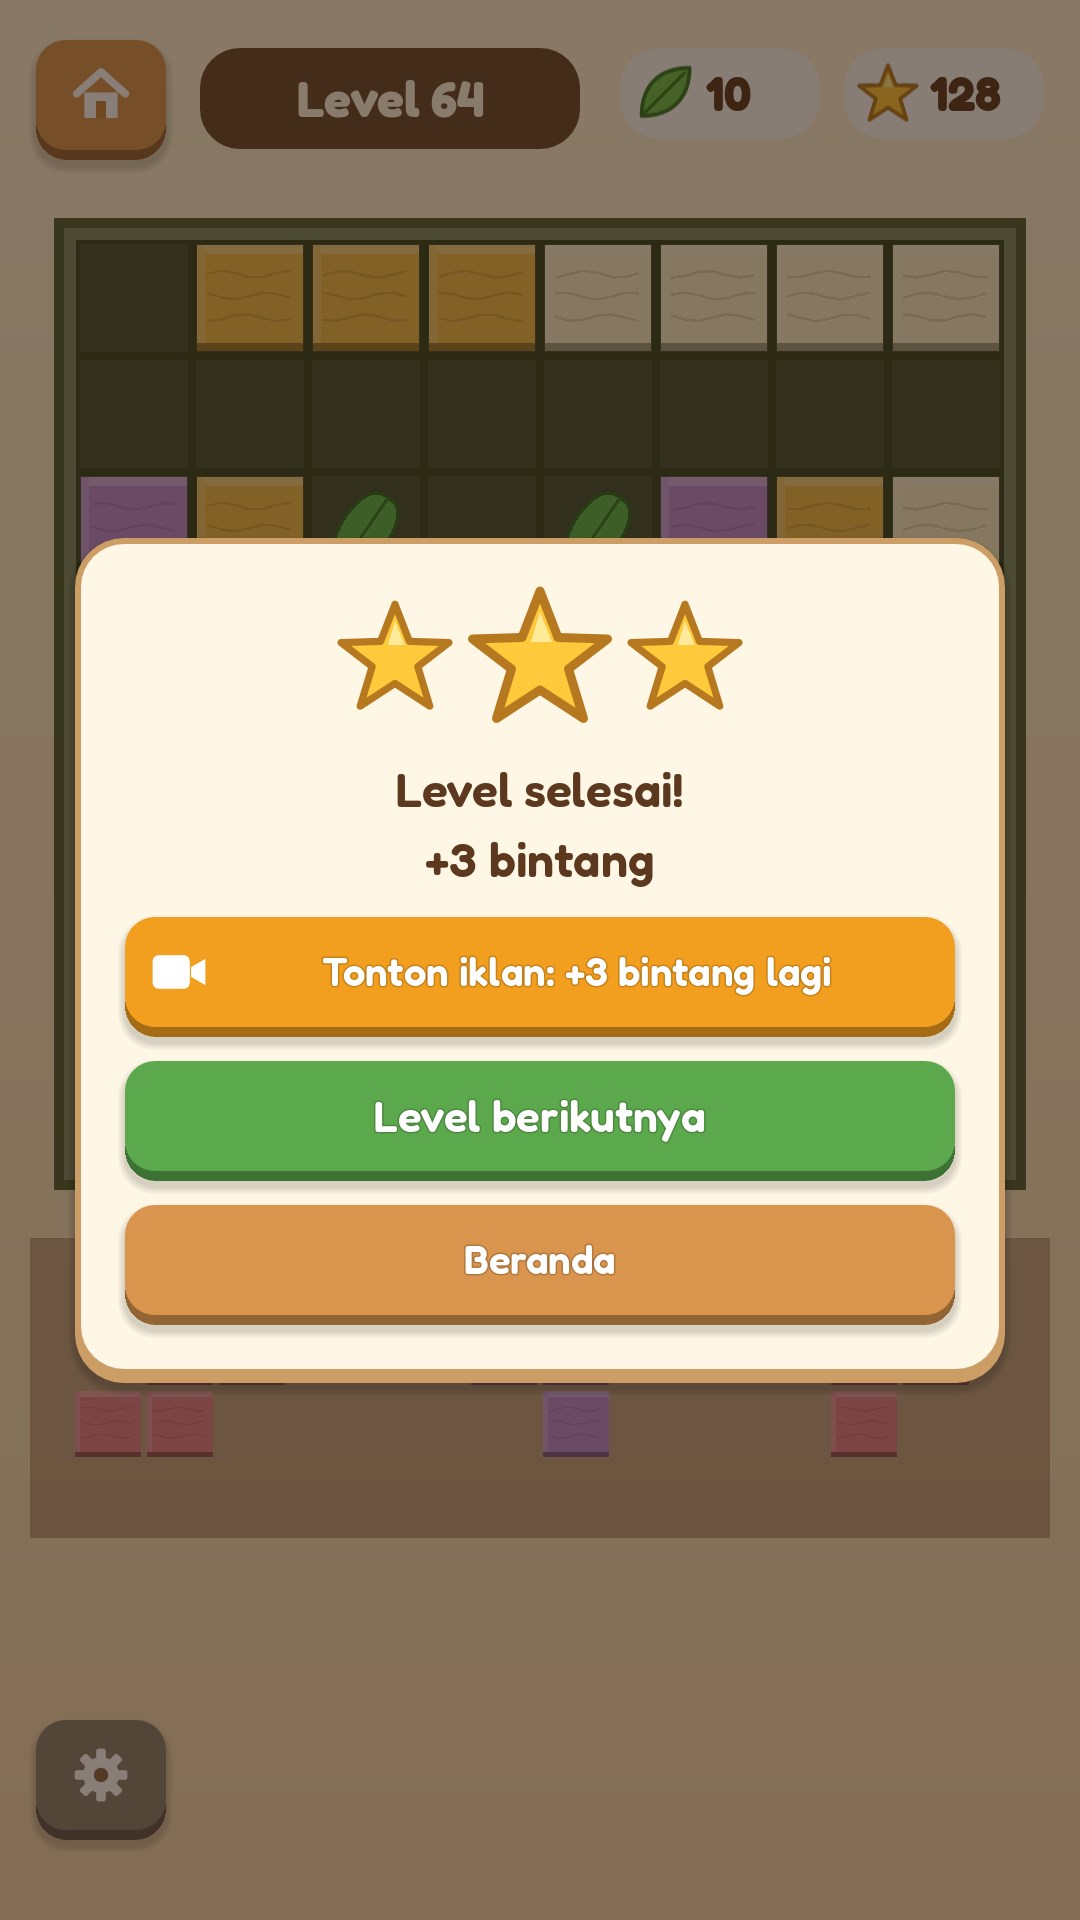 Level 64
10
128
Level selesai!
+3 bintang
Tonton iklan: +3 bintang lagi
Level berikutnya
Beranda